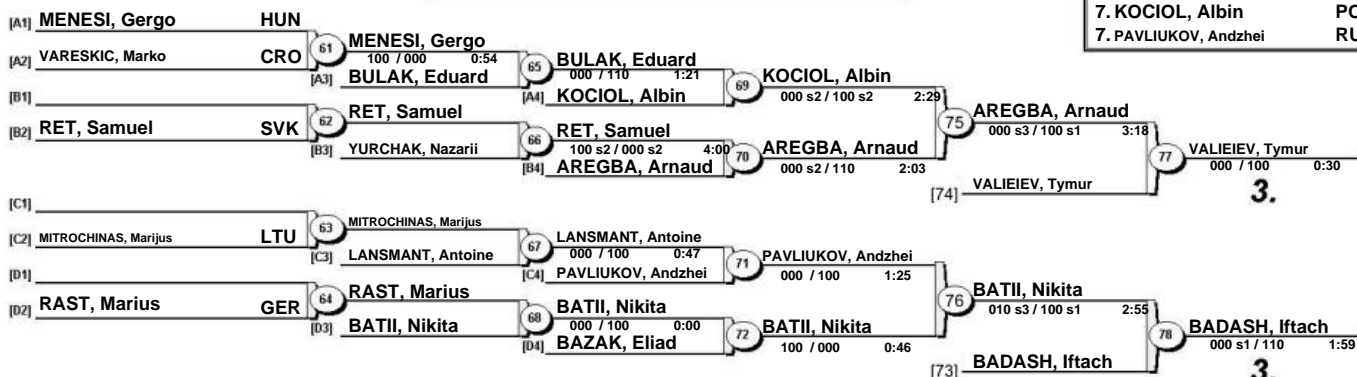 7. KOCIOL, Albin
7. PAVLIUKOV, Andzhei
[A1] MENESI, Gergo HUN
[A2] VARESKIC, Marko CRO
61
MENESI, Gergo
100 / 000 0:54
[A3] BULAK, Eduard
65
BULAK, Eduard
000 / 110 1:21
[A4] KOCIOL, Albin
69
KOCIOL, Albin
000 s2 / 100 s2 2:29
[B1]
[B2] RET, Samuel SVK
62
RET, Samuel
[B3] YURCHAK, Nazarii
66
RET, Samuel
100 s2 / 000 s2 4:00
[B4] AREGBA, Arnaud
70
AREGBA, Arnaud
000 s2 / 110 2:03
75
AREGBA, Arnaud
000 s3 / 100 s1 3:18
[74] VALIEIEV, Tymur
77
VALIEIEV, Tymur
000 / 100 0:30
3.
[C1]
[C2] MITROCHINAS, Marijus LTU
63
MITROCHINAS, Marijus
[C3] LANSMANT, Antoine
67
LANSMANT, Antoine
000 / 100 0:47
[C4] PAVLIUKOV, Andzhei
71
PAVLIUKOV, Andzhei
000 / 100 1:25
[D1]
[D2] RAST, Marius GER
64
RAST, Marius
[D3] BATII, Nikita
68
BATII, Nikita
000 / 100 0:00
[D4] BAZAK, Eliad
72
BATII, Nikita
100 / 000 0:46
76
BATII, Nikita
010 s3 / 100 s1 2:55
[73] BADASH, Iftach
78
BADASH, Iftach
000 s1 / 110 1:59
3.